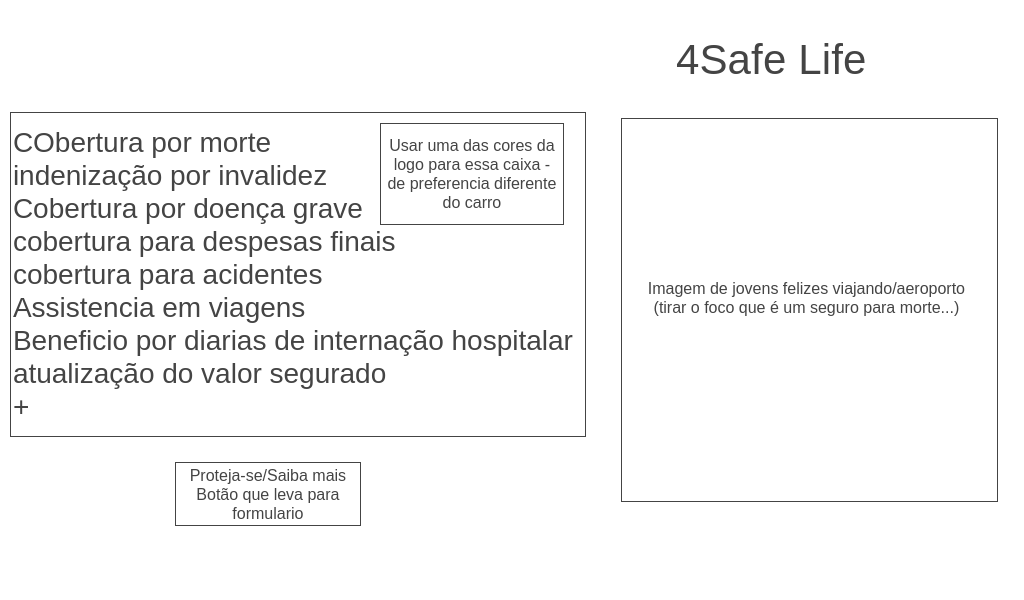 4Safe Life
CObertura por morte
indenização por invalidez
Cobertura por doença grave
cobertura para despesas finais
cobertura para acidentes
Assistencia em viagens
Beneficio por diarias de internação hospitalar
atualização do valor segurado
+
Usar uma das cores da
logo para essa caixa -
de preferencia diferente
do carro
Imagem de jovens felizes viajando/aeroporto
(tirar o foco que é um seguro para morte...)
Proteja-se/Saiba mais
Botão que leva para
formulario